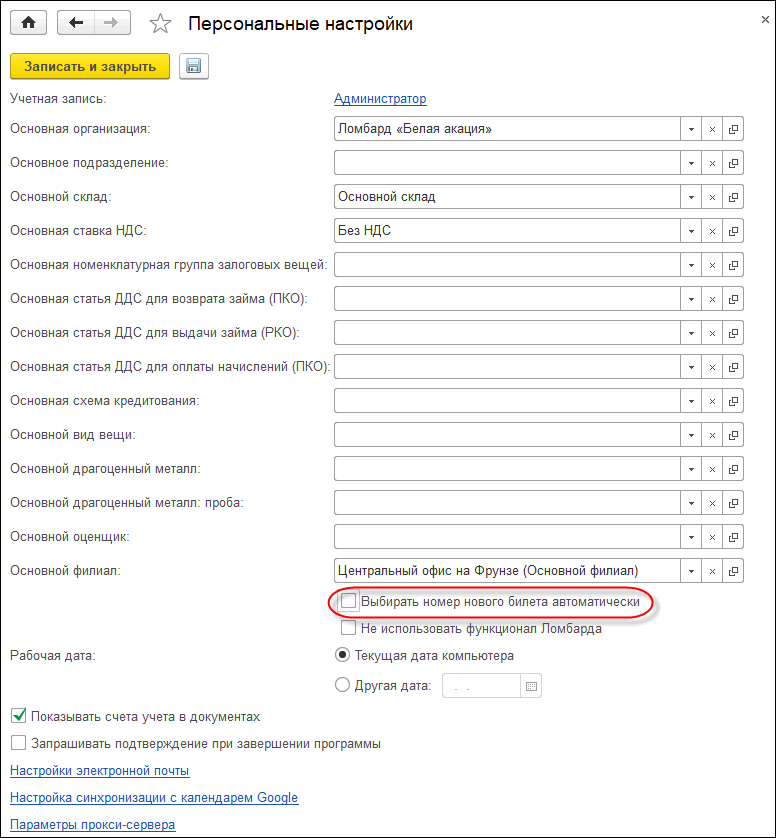 Персональные настройки
Записать и закрыть
Учетная запись: Администратор
Основная организация: Ломбард «Белая акация»
Основное подразделение:
Основной склад: Основной склад
Основная ставка НДС: Без НДС
Основная номенклатурная группа залоговых вещей:
Основная статья ДДС для возврата займа (ПКО):
Основная статья ДДС для выдачи займа (РКО):
Основная статья ДДС для оплаты начислений (ПКО):
Основная схема кредитования:
Основной вид вещи:
Основной драгоценный металл:
Основной драгоценный металл: проба:
Основной оценщик:
Основной филиал: Центральный офис на Фрунзе (Основной филиал)
Выбирать номер нового билета автоматически
Не использовать функционал Ломбарда
Рабочая дата: Текущая дата компьютера
Другая дата: . .
Показывать счета учета в документах
Запрашивать подтверждение при завершении программы
Настройки электронной почты
Настройка синхронизации с календарем Google
Параметры прокси-сервера